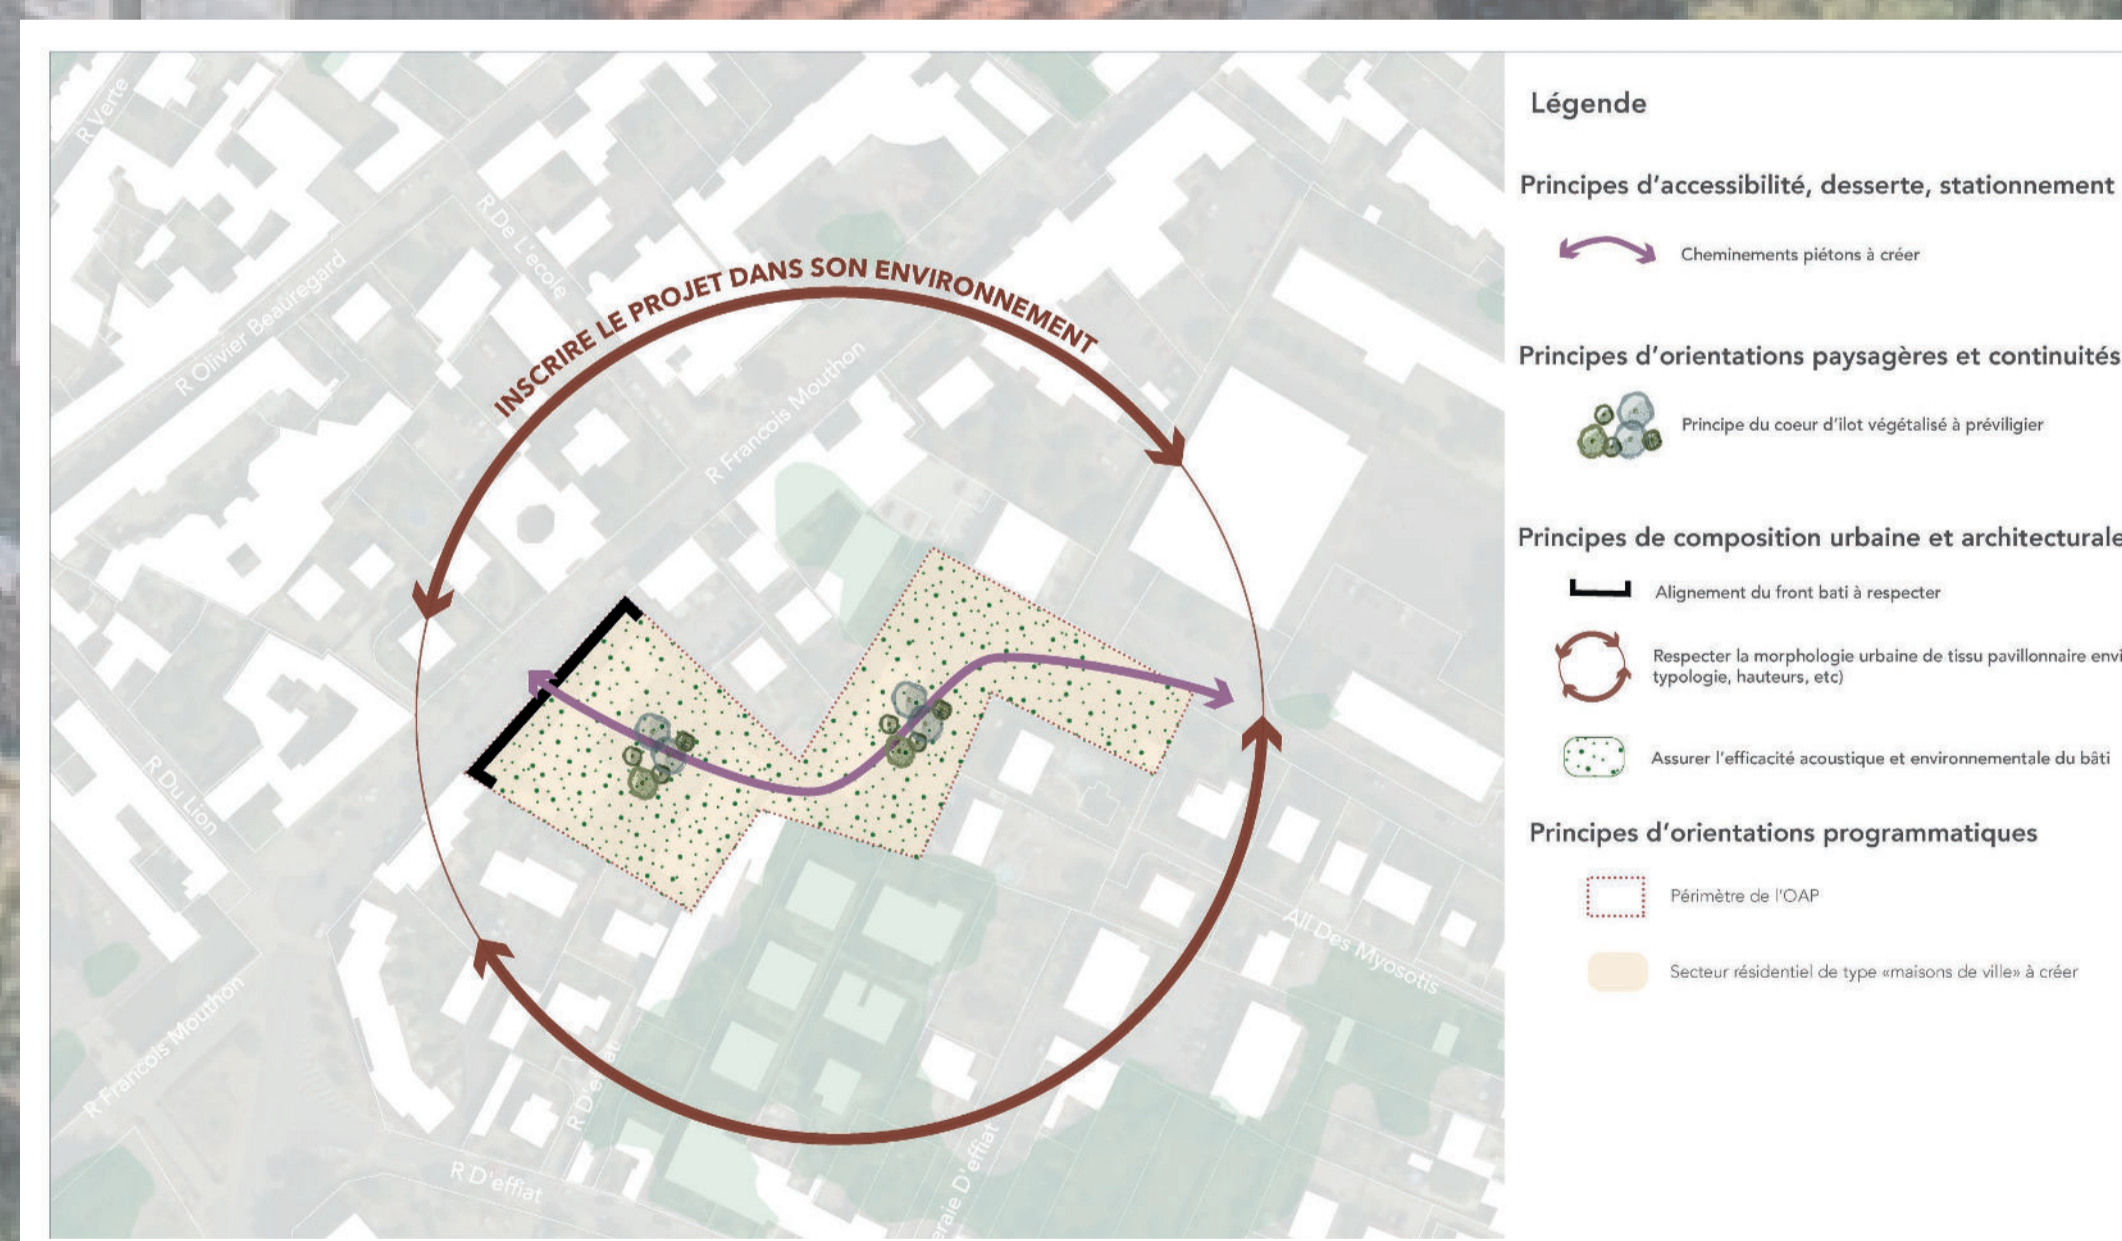 R Verte
R De L'ecole
R Olivier Beauregard
INSCRIRE LE PROJET DANS SON ENVIRONNEMENT
R Francois Mouthon
R Du Lion
All Des Myosotis
R Francois Mouthon
R D'effiat
R D'effiat
D'effiat
Légende
Principes d'accessibilité, desserte, stationnement
Cheminements piétons à créer
Principes d'orientations paysagères et continuités
Principe du coeur d'ilot végétalisé à préviligier
Principes de composition urbaine et architecturale
Alignement du front bati à respecter
Respecter la morphologie urbaine de tissu pavillonnaire envi
typologie, hauteurs, etc)
Assurer l'efficacité acoustique et environnementale du bâti
Principes d'orientations programmatiques
Périmètre de l'OAP
Secteur résidentiel de type «maisons de ville» à créer